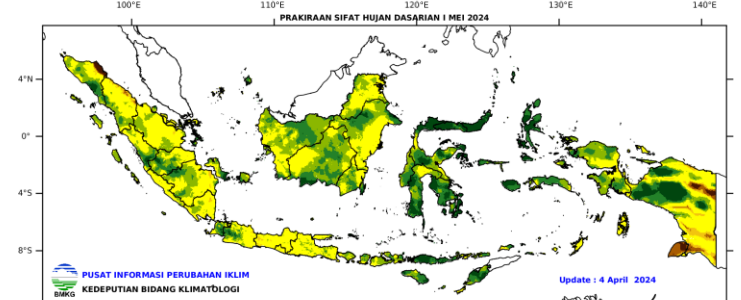 PRAKIRAAN SIFAT HUJAN DASARIAN I MEI 2024
100°E 110°E 120°E 130°E 140°E
4°N
0°
4°S
8°S
PUSAT INFORMASI PERUBAHAN IKLIM
KEDEPUTIAN BIDANG KLIMATOLOGI
BMKG
Update : 4 April 2024